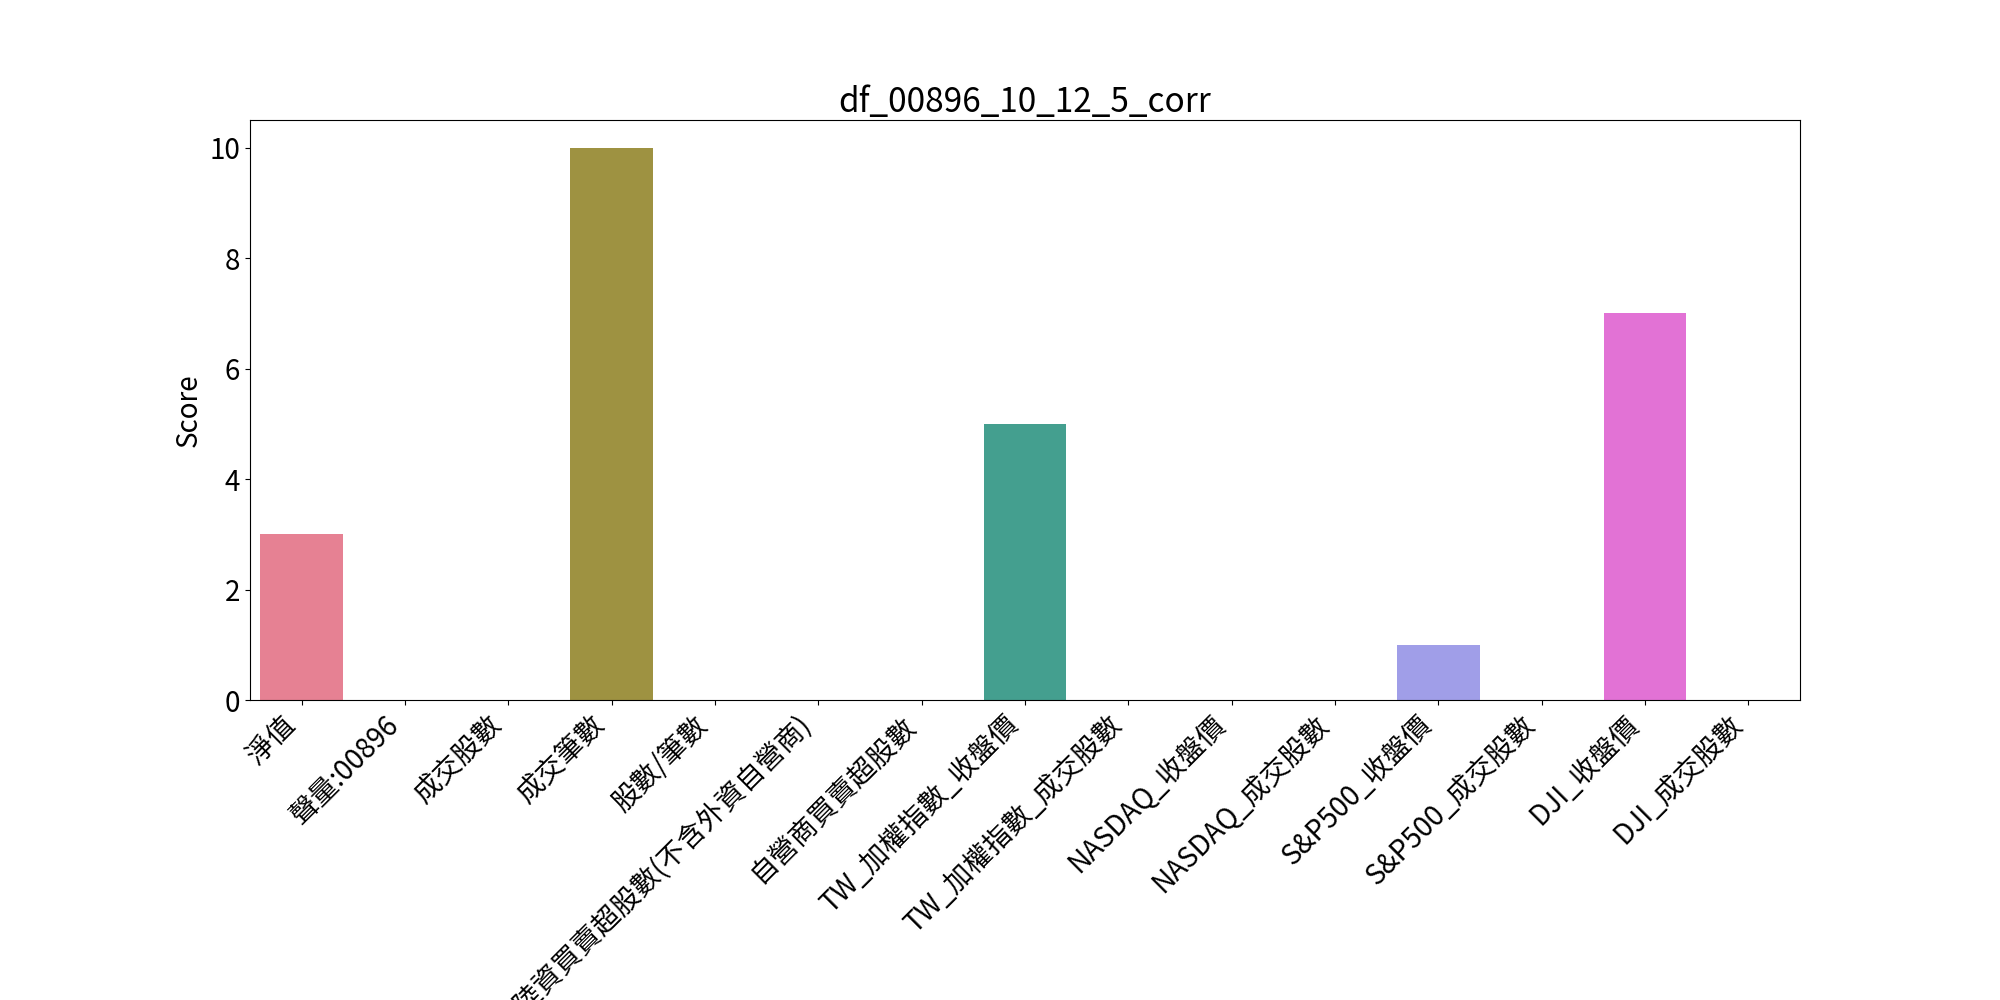 df_00896_10_12_5_corr
Score
10
8
6
4
2
0
淨值
聲量:00896
成交股數
成交筆數
股數/筆數
陸資買賣超股數(不含外資自營商)
自營商買賣超股數
TW_加權指數_收盤價
TW_加權指數_成交股數
NASDAQ_收盤價
NASDAQ_成交股數
S&P500_收盤價
S&P500_成交股數
DJI_收盤價
DJI_成交股數